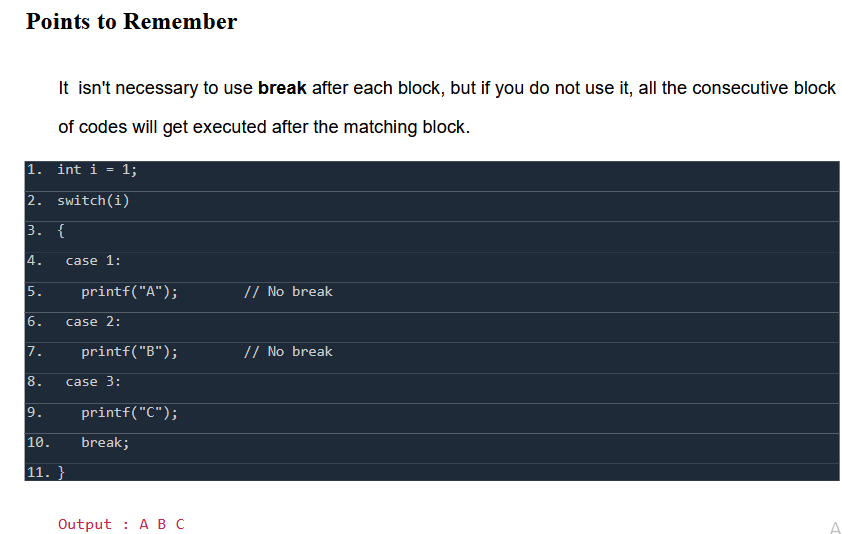 Points to Remember
It isn't necessary to use break after each block, but if you do not use it, all the consecutive block
of codes will get executed after the matching block.
1. int i = 1;
2. switch(i)
3. {
4. case 1:
5. printf("A"); // No break
6. case 2:
7. printf("B"); // No break
8. case 3:
9. printf("C");
10. break;
11. }
Output : A B C
A